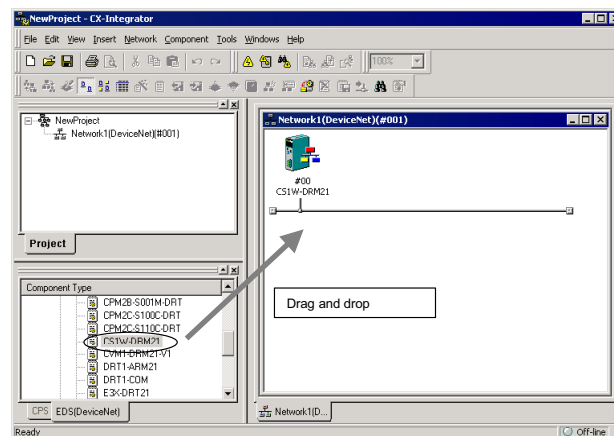 NewProject - CX-Integrator
File Edit View Insert Network Component Tools Windows Help
100%
NewProject
Network1(DeviceNet)(#001)
Project
Component Type
CPM2B-S001M-DRT
CPM2C-S100C-DRT
CPM2C-S110C-DRT
CS1W-DRM21
CVM1-DRM21-V1
DRT1-ARM21
DRT1-COM
E3X-DRT21
CPS EDS(DeviceNet)
Network1(DeviceNet)(#001)
#00
CS1W-DRM21
Drag and drop
Network1(D...
Ready
Off-line